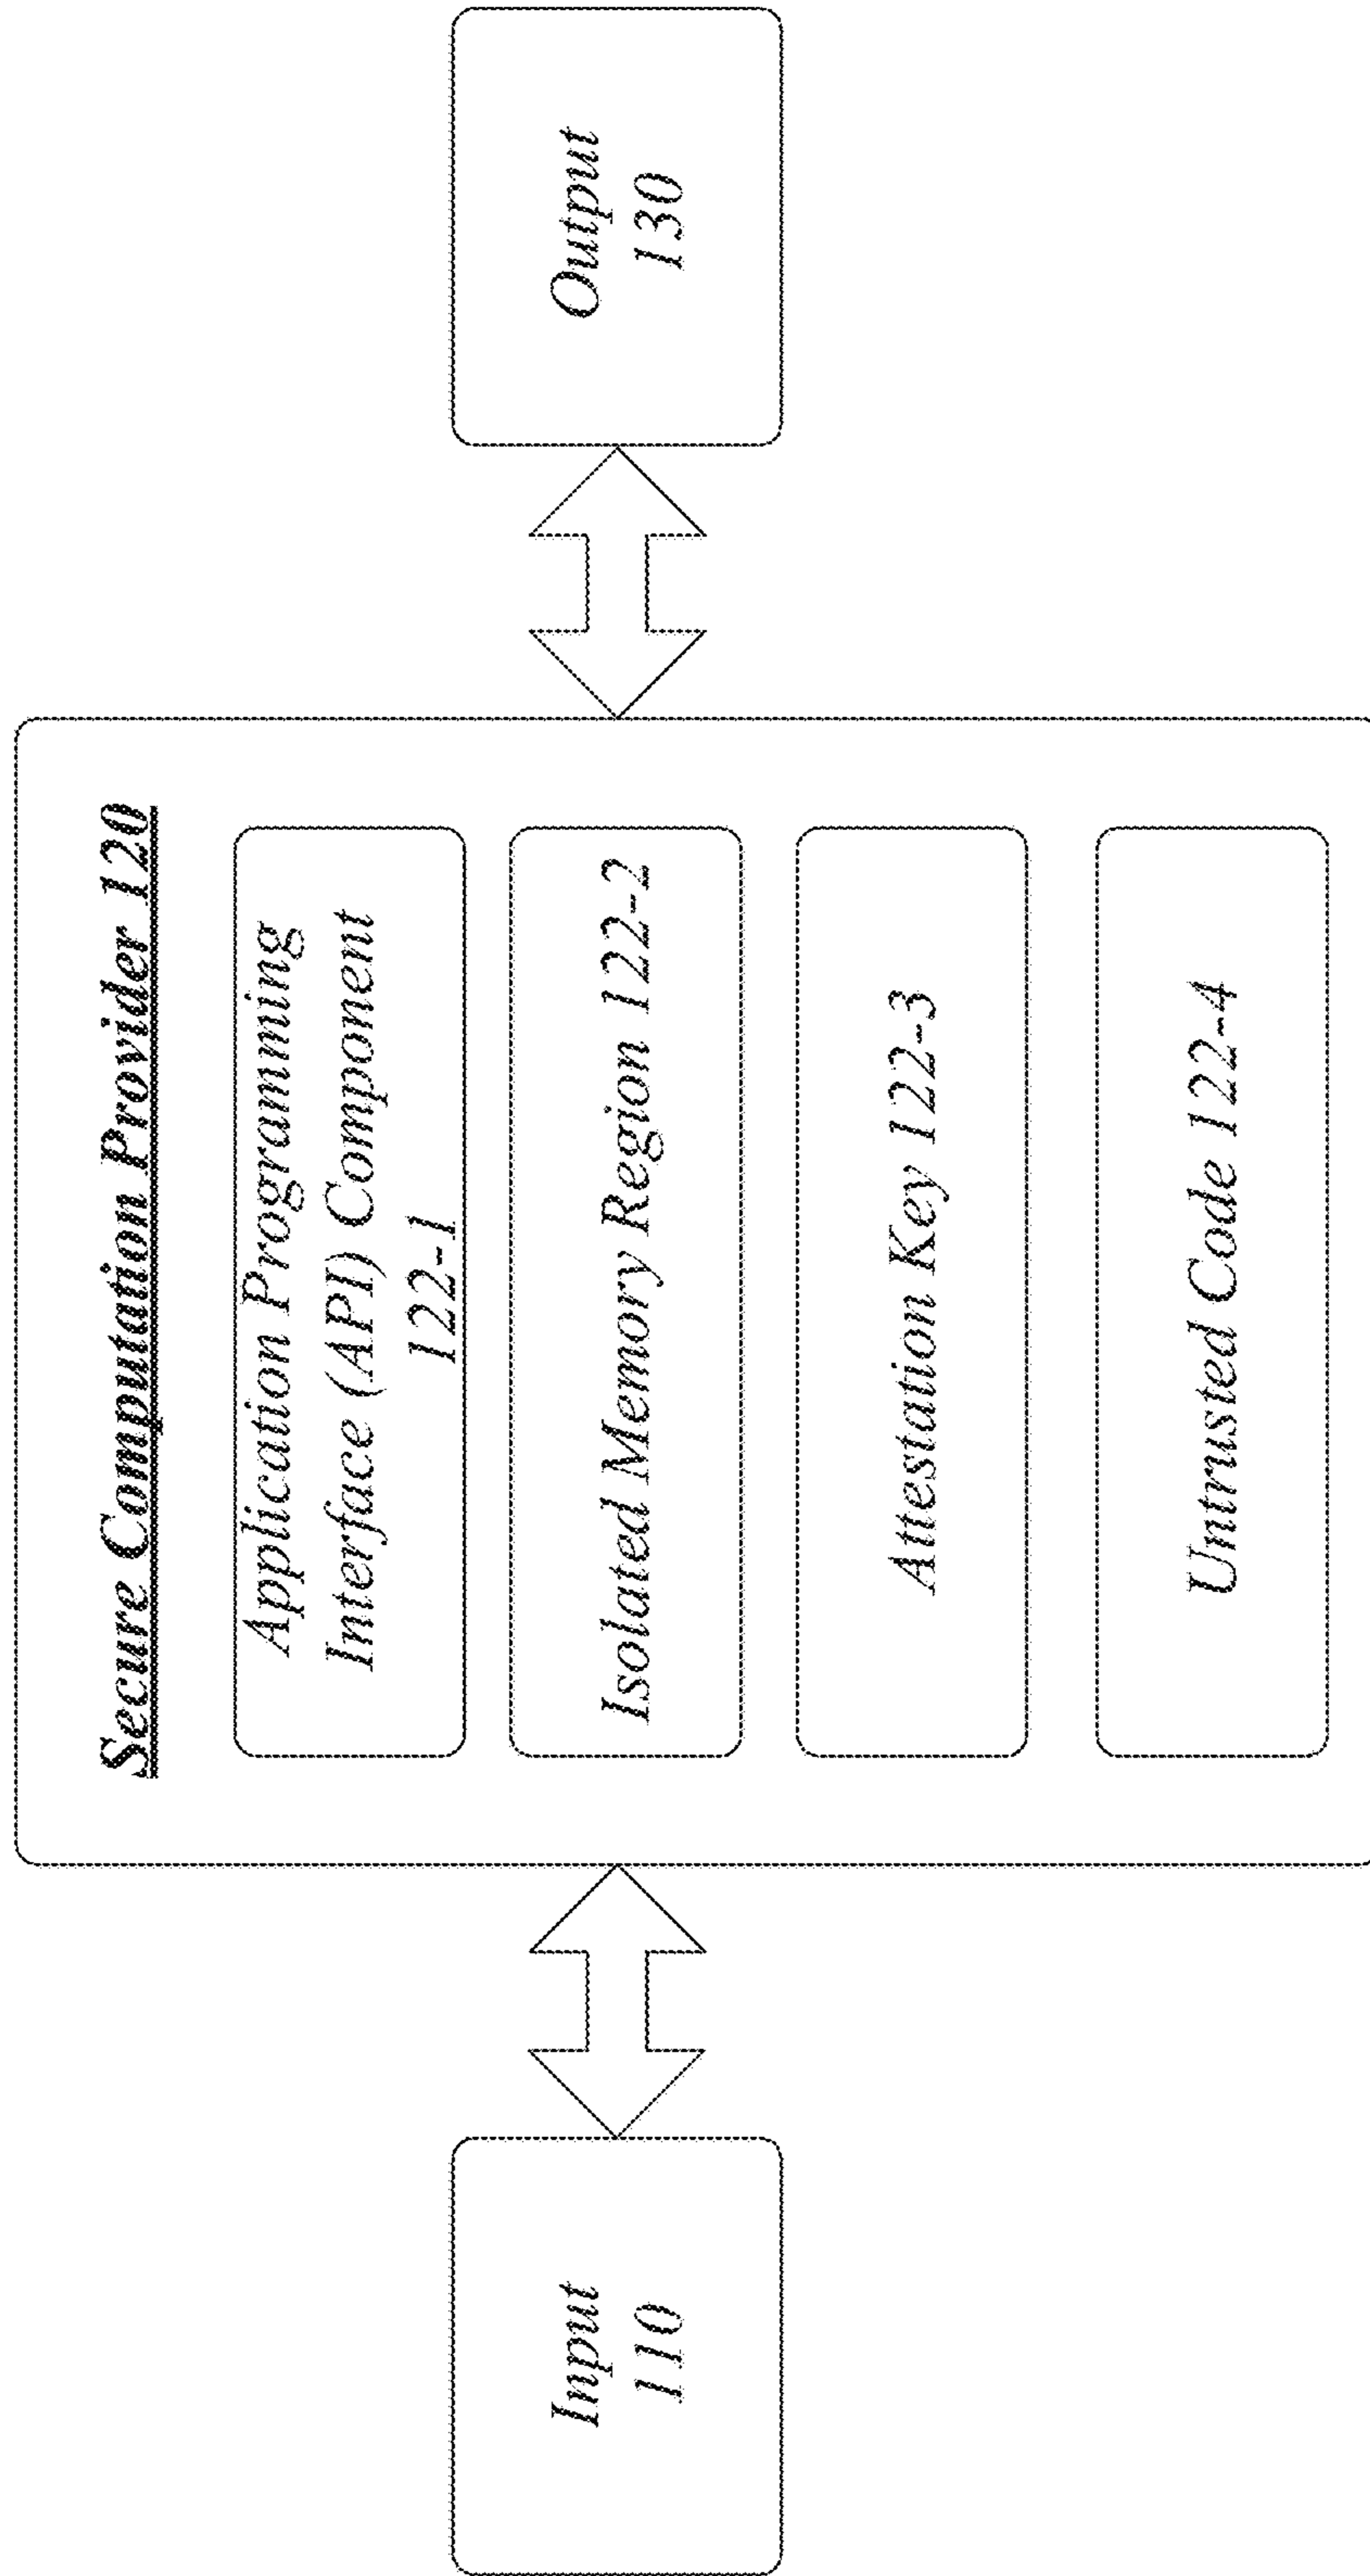 Input
110
Secure Computation Provider 120
Application Programming
Interface (API) Component
122-1
Isolated Memory Region 122-2
Attestation Key 122-3
Untrusted Code 122-4
Output
130